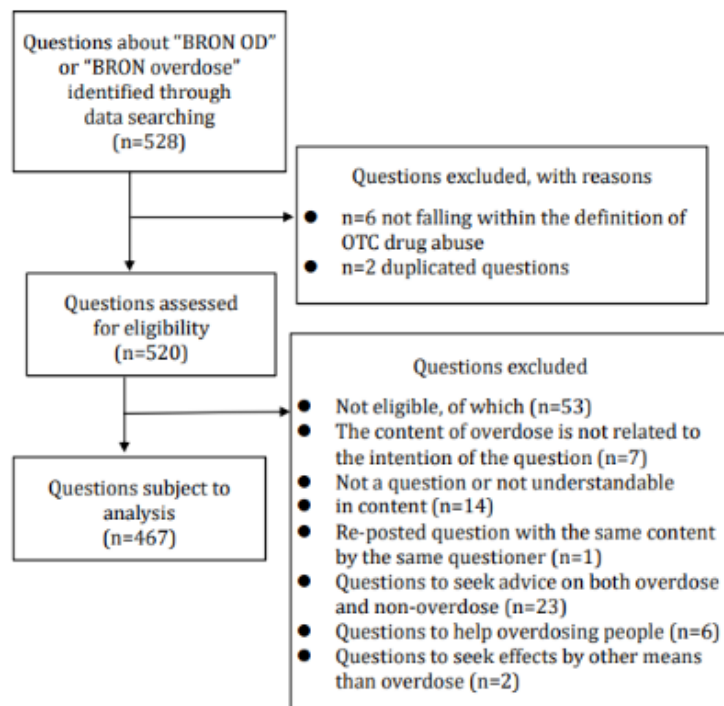 Questions about "BRON OD"
or "BRON overdose"
identified through
data searching
(n=528)
Questions excluded, with reasons
● n=6 not falling within the definition of
OTC drug abuse
● n=2 duplicated questions
Questions assessed
for eligibility
(n=520)
Questions excluded
● Not eligible, of which (n=53)
● The content of overdose is not related to
the intention of the question (n=7)
● Not a question or not understandable
● in content (n=14)
● Re-posted question with the same content
by the same questioner (n=1)
● Questions to seek advice on both overdose
and non-overdose (n=23)
● Questions to help overdosing people (n=6)
● Questions to seek effects by other means
than overdose (n=2)
Questions subject to
analysis
(n=467)